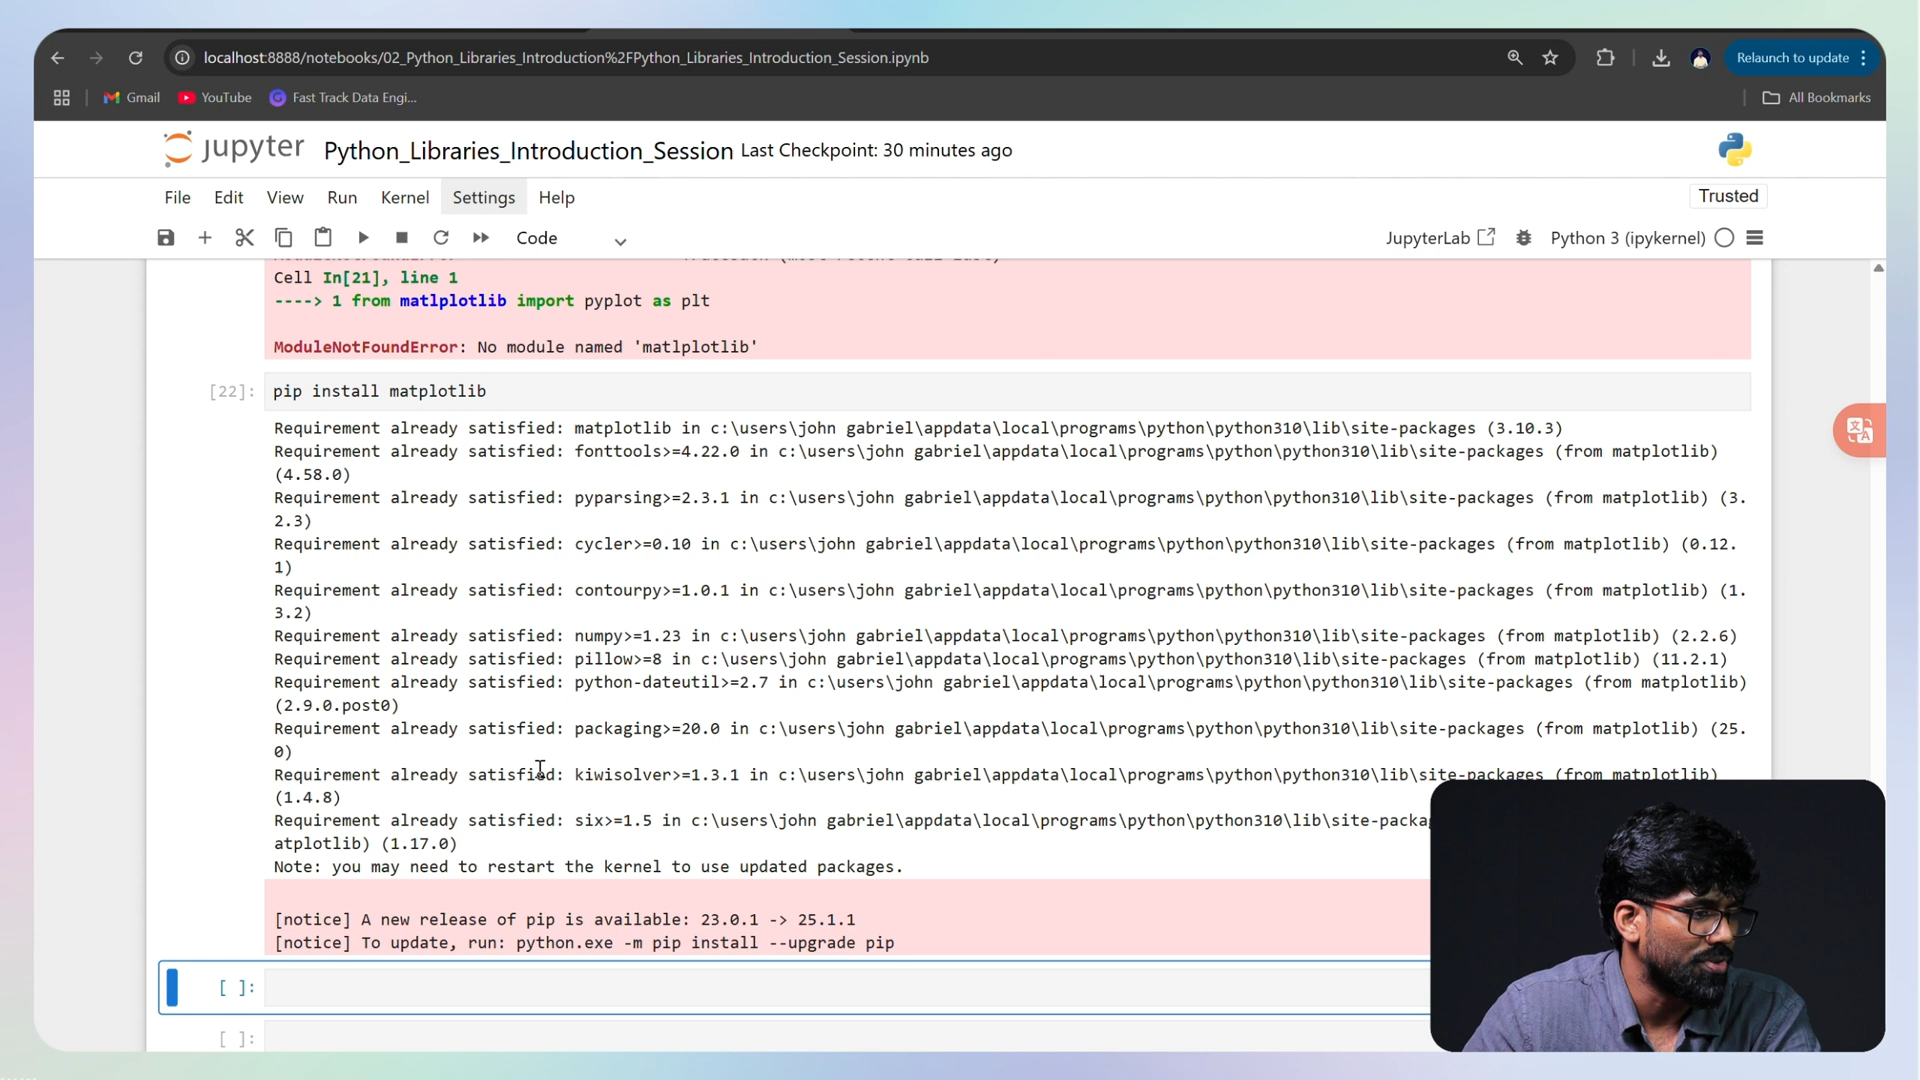 localhost:8888/notebooks/02_Python_Libraries_Introduction%2FPython_Libraries_Introduction_Session.ipynb
Relaunch to update
Gmail
YouTube
Fast Track Data Engi...
All Bookmarks
jupyter
Python_Libraries_Introduction_Session Last Checkpoint: 30 minutes ago
File Edit View Run Kernel Settings Help
Trusted
Code
JupyterLab
Python 3 (ipykernel)
Cell In[21], line 1
----> 1 from matlplotlib import pyplot as plt
ModuleNotFoundError: No module named 'matlplotlib'
[22]: pip install matplotlib
Requirement already satisfied: matplotlib in c:\users\john gabriel\appdata\local\programs\python\python310\lib\site-packages (3.10.3)
Requirement already satisfied: fonttools>=4.22.0 in c:\users\john gabriel\appdata\local\programs\python\python310\lib\site-packages (from matplotlib)
(4.58.0)
Requirement already satisfied: pyparsing>=2.3.1 in c:\users\john gabriel\appdata\local\programs\python\python310\lib\site-packages (from matplotlib) (3.
2.3)
Requirement already satisfied: cycler>=0.10 in c:\users\john gabriel\appdata\local\programs\python\python310\lib\site-packages (from matplotlib) (0.12.
1)
Requirement already satisfied: contourpy>=1.0.1 in c:\users\john gabriel\appdata\local\programs\python\python310\lib\site-packages (from matplotlib) (1.
3.2)
Requirement already satisfied: numpy>=1.23 in c:\users\john gabriel\appdata\local\programs\python\python310\lib\site-packages (from matplotlib) (2.2.6)
Requirement already satisfied: pillow>=8 in c:\users\john gabriel\appdata\local\programs\python\python310\lib\site-packages (from matplotlib) (11.2.1)
Requirement already satisfied: python-dateutil>=2.7 in c:\users\john gabriel\appdata\local\programs\python\python310\lib\site-packages (from matplotlib)
(2.9.0.post0)
Requirement already satisfied: packaging>=20.0 in c:\users\john gabriel\appdata\local\programs\python\python310\lib\site-packages (from matplotlib) (25.
0)
Requirement already satisfied: kiwisolver>=1.3.1 in c:\users\john gabriel\appdata\local\programs\python\python310\lib\site-packages (from matplotlib)
(1.4.8)
Requirement already satisfied: six>=1.5 in c:\users\john gabriel\appdata\local\programs\python\python310\lib\site-packag
atplotlib) (1.17.0)
Note: you may need to restart the kernel to use updated packages.
[notice] A new release of pip is available: 23.0.1 -> 25.1.1
[notice] To update, run: python.exe -m pip install --upgrade pip
[ ]:
[ ]: